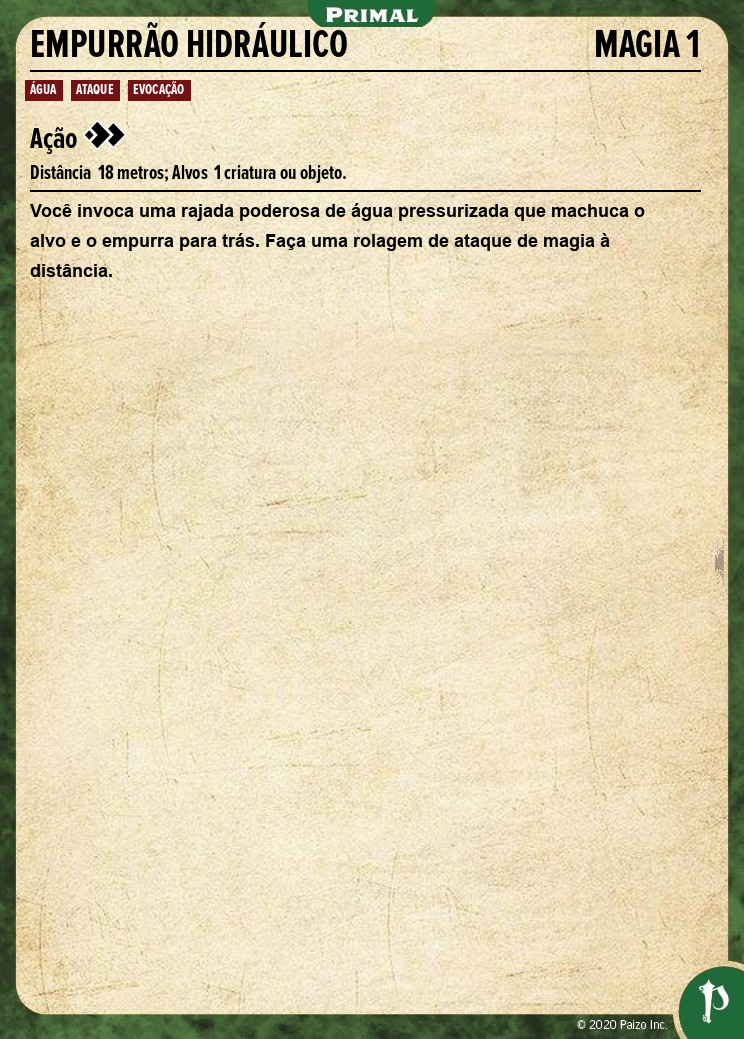 PRIMAL
EMPURRÃO HIDRÁULICO MAGIA 1
ÁGUA ATAQUE EVOCAÇÃO
Ação
Distância 18 metros; Alvos 1 criatura ou objeto.
Você invoca uma rajada poderosa de água pressurizada que machuca o
alvo e o empurra para trás. Faça uma rolagem de ataque de magia à
distância.
© 2020 Paizo Inc.